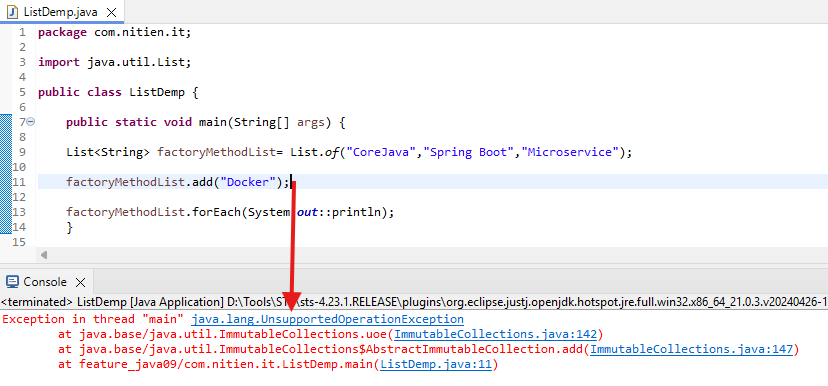 ListDemp.java
1 package com.nitien.it;
2
3 import java.util.List;
4
5 public class ListDemp {
6
7 public static void main(String[] args) {
8
9 List<String> factoryMethodList= List.of("CoreJava","Spring Boot","Microservice");
10
11 factoryMethodList.add("Docker");
12
13 factoryMethodList.forEach(System out::println);
14 }
15
Console
<terminated> ListDemp [Java Application] D:\Tools\STS\sts-4.23.1.RELEASE\plugins\org.eclipse.justj.openjdk.hotspot.jre.full.win32.x86_64_21.0.3.v20240426-1
Exception in thread "main" java.lang.UnsupportedOperationException
at java.base/java.util.ImmutableCollections.uoe(ImmutableCollections.java:142)
at java.base/java.util.ImmutableCollections$AbstractImmutableCollection.add(ImmutableCollections.java:147)
at feature_java09/com.nitien.it.ListDemp.main(ListDemp.java:11)